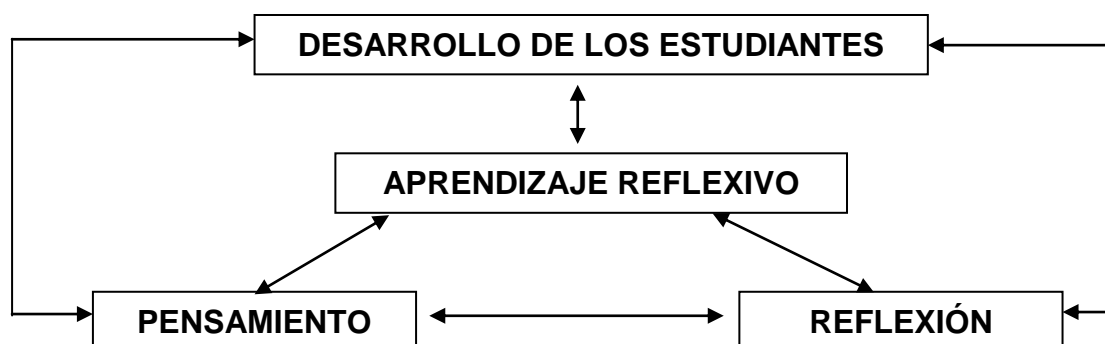 DESARROLLO DE LOS ESTUDIANTES
APRENDIZAJE REFLEXIVO
PENSAMIENTO
REFLEXIÓN